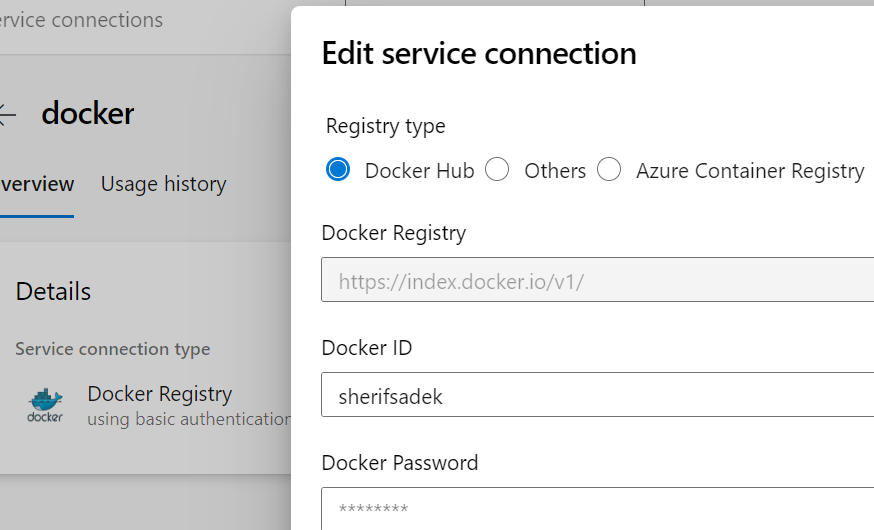 ervice connections
docker
verview Usage history
Details
Service connection type
docker
Docker Registry
using basic authentication
Edit service connection
Registry type
Docker Hub Others Azure Container Registry
Docker Registry
https://index.docker.io/v1/
Docker ID
sherifsadek
Docker Password
********